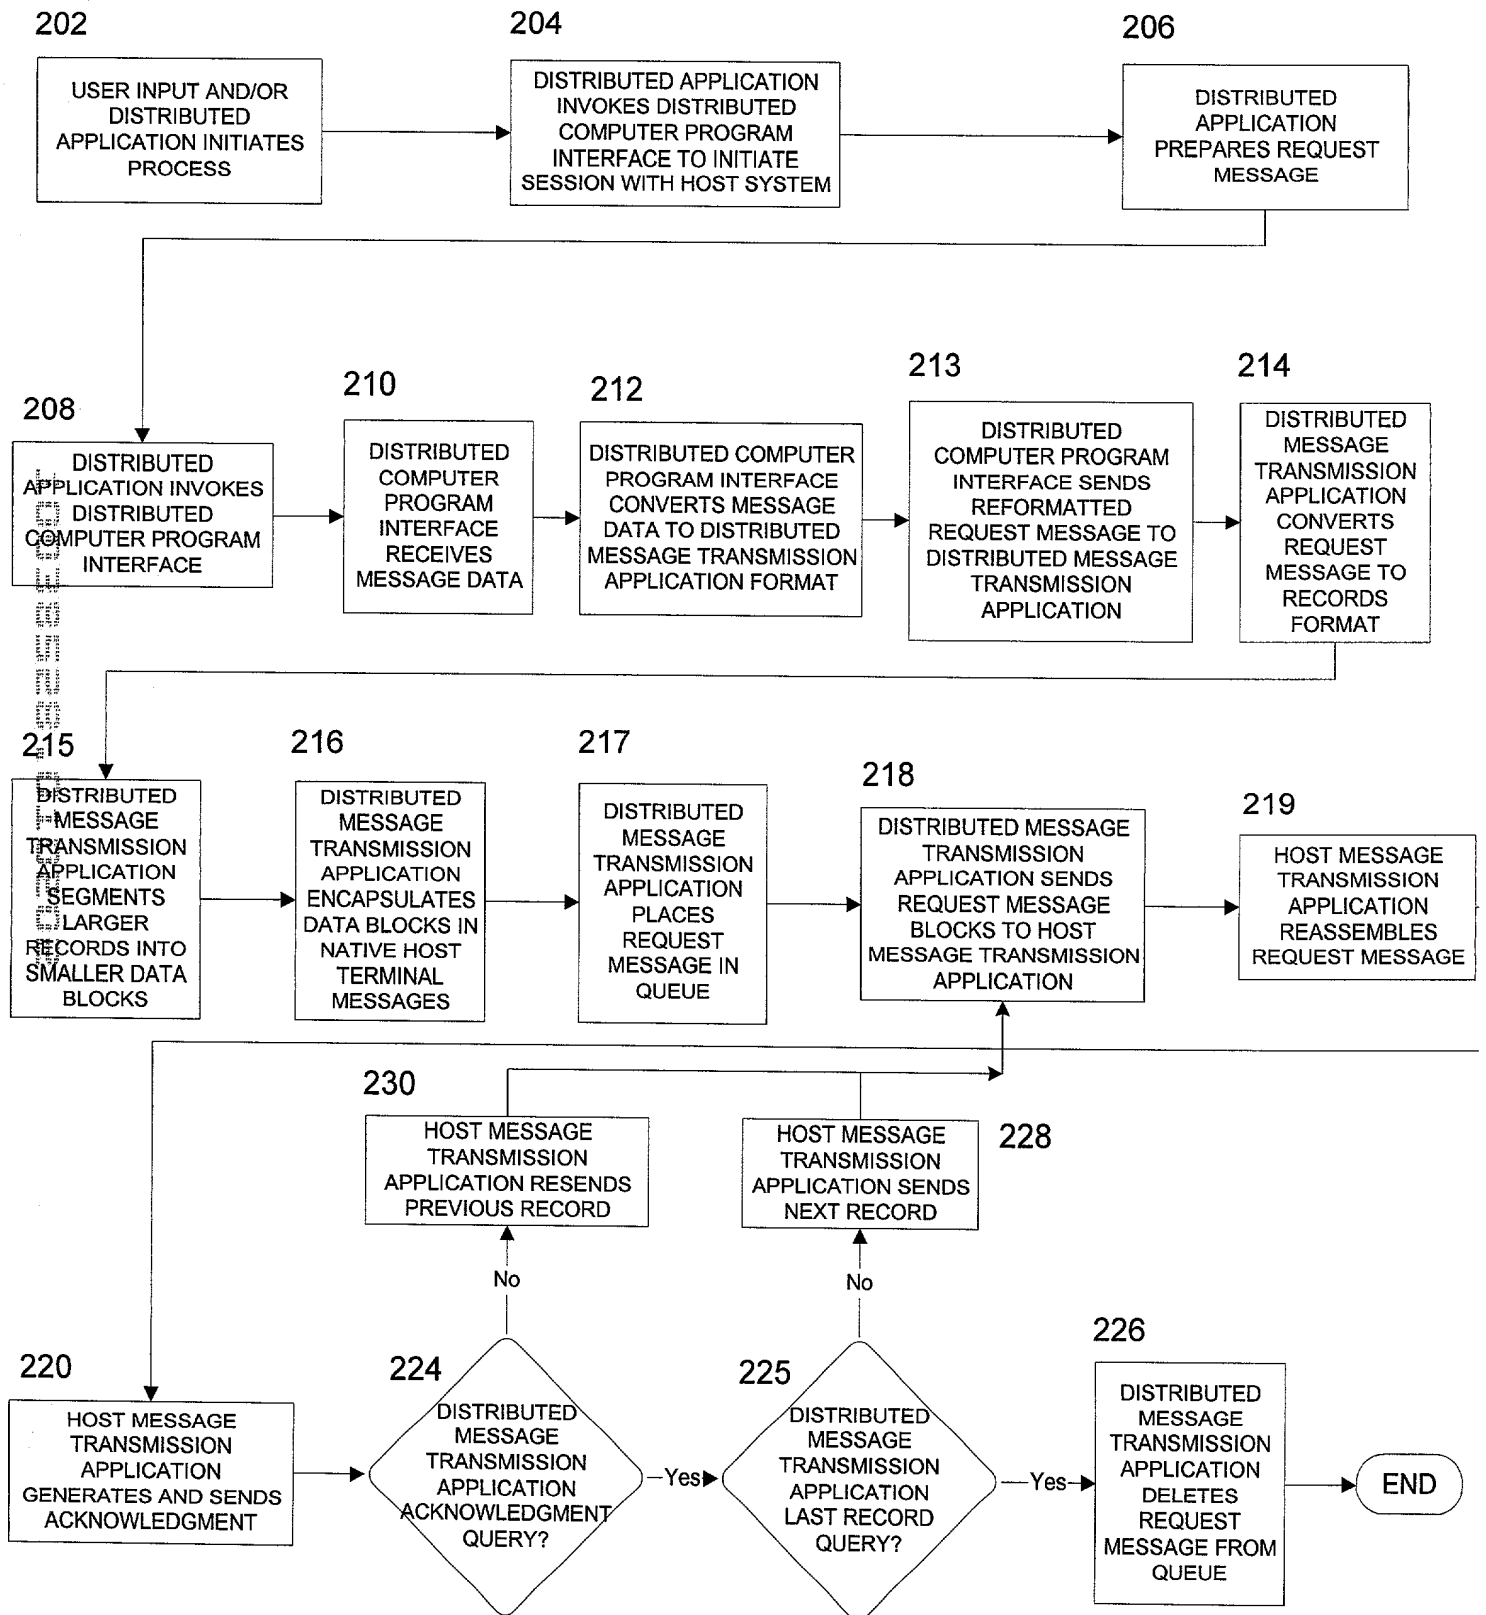 202
USER INPUT AND/OR
DISTRIBUTED
APPLICATION INITIATES
PROCESS
204
DISTRIBUTED APPLICATION
INVOKES DISTRIBUTED
COMPUTER PROGRAM
INTERFACE TO INITIATE
SESSION WITH HOST SYSTEM
206
DISTRIBUTED
APPLICATION
PREPARES REQUEST
MESSAGE
208
DISTRIBUTED
APPLICATION INVOKES
DISTRIBUTED
COMPUTER PROGRAM
INTERFACE
210
DISTRIBUTED
COMPUTER
PROGRAM
INTERFACE
RECEIVES
MESSAGE DATA
212
DISTRIBUTED COMPUTER
PROGRAM INTERFACE
CONVERTS MESSAGE
DATA TO DISTRIBUTED
MESSAGE TRANSMISSION
APPLICATION FORMAT
213
DISTRIBUTED
COMPUTER PROGRAM
INTERFACE SENDS
REFORMATTED
REQUEST MESSAGE TO
DISTRIBUTED MESSAGE
TRANSMISSION
APPLICATION
214
DISTRIBUTED
MESSAGE
TRANSMISSION
APPLICATION
CONVERTS
REQUEST
MESSAGE TO
RECORDS
FORMAT
215
DISTRIBUTED
MESSAGE
TRANSMISSION
APPLICATION
SEGMENTS
LARGER
RECORDS INTO
SMALLER DATA
BLOCKS
216
DISTRIBUTED
MESSAGE
TRANSMISSION
APPLICATION
ENCAPSULATES
DATA BLOCKS IN
NATIVE HOST
TERMINAL
MESSAGES
217
DISTRIBUTED
MESSAGE
TRANSMISSION
APPLICATION
PLACES
REQUEST
MESSAGE IN
QUEUE
218
DISTRIBUTED MESSAGE
TRANSMISSION
APPLICATION SENDS
REQUEST MESSAGE
BLOCKS TO HOST
MESSAGE TRANSMISSION
APPLICATION
219
HOST MESSAGE
TRANSMISSION
APPLICATION
REASSEMBLES
REQUEST MESSAGE
230
HOST MESSAGE
TRANSMISSION
APPLICATION RESENDS
PREVIOUS RECORD
228
HOST MESSAGE
TRANSMISSION
APPLICATION SENDS
NEXT RECORD
No
No
220
HOST MESSAGE
TRANSMISSION
APPLICATION
GENERATES AND SENDS
ACKNOWLEDGMENT
224
DISTRIBUTED
MESSAGE
TRANSMISSION
APPLICATION
ACKNOWLEDGMENT
QUERY?
Yes
225
DISTRIBUTED
MESSAGE
TRANSMISSION
APPLICATION
LAST RECORD
QUERY?
Yes
226
DISTRIBUTED
MESSAGE
TRANSMISSION
APPLICATION
DELETES
REQUEST
MESSAGE FROM
QUEUE
END